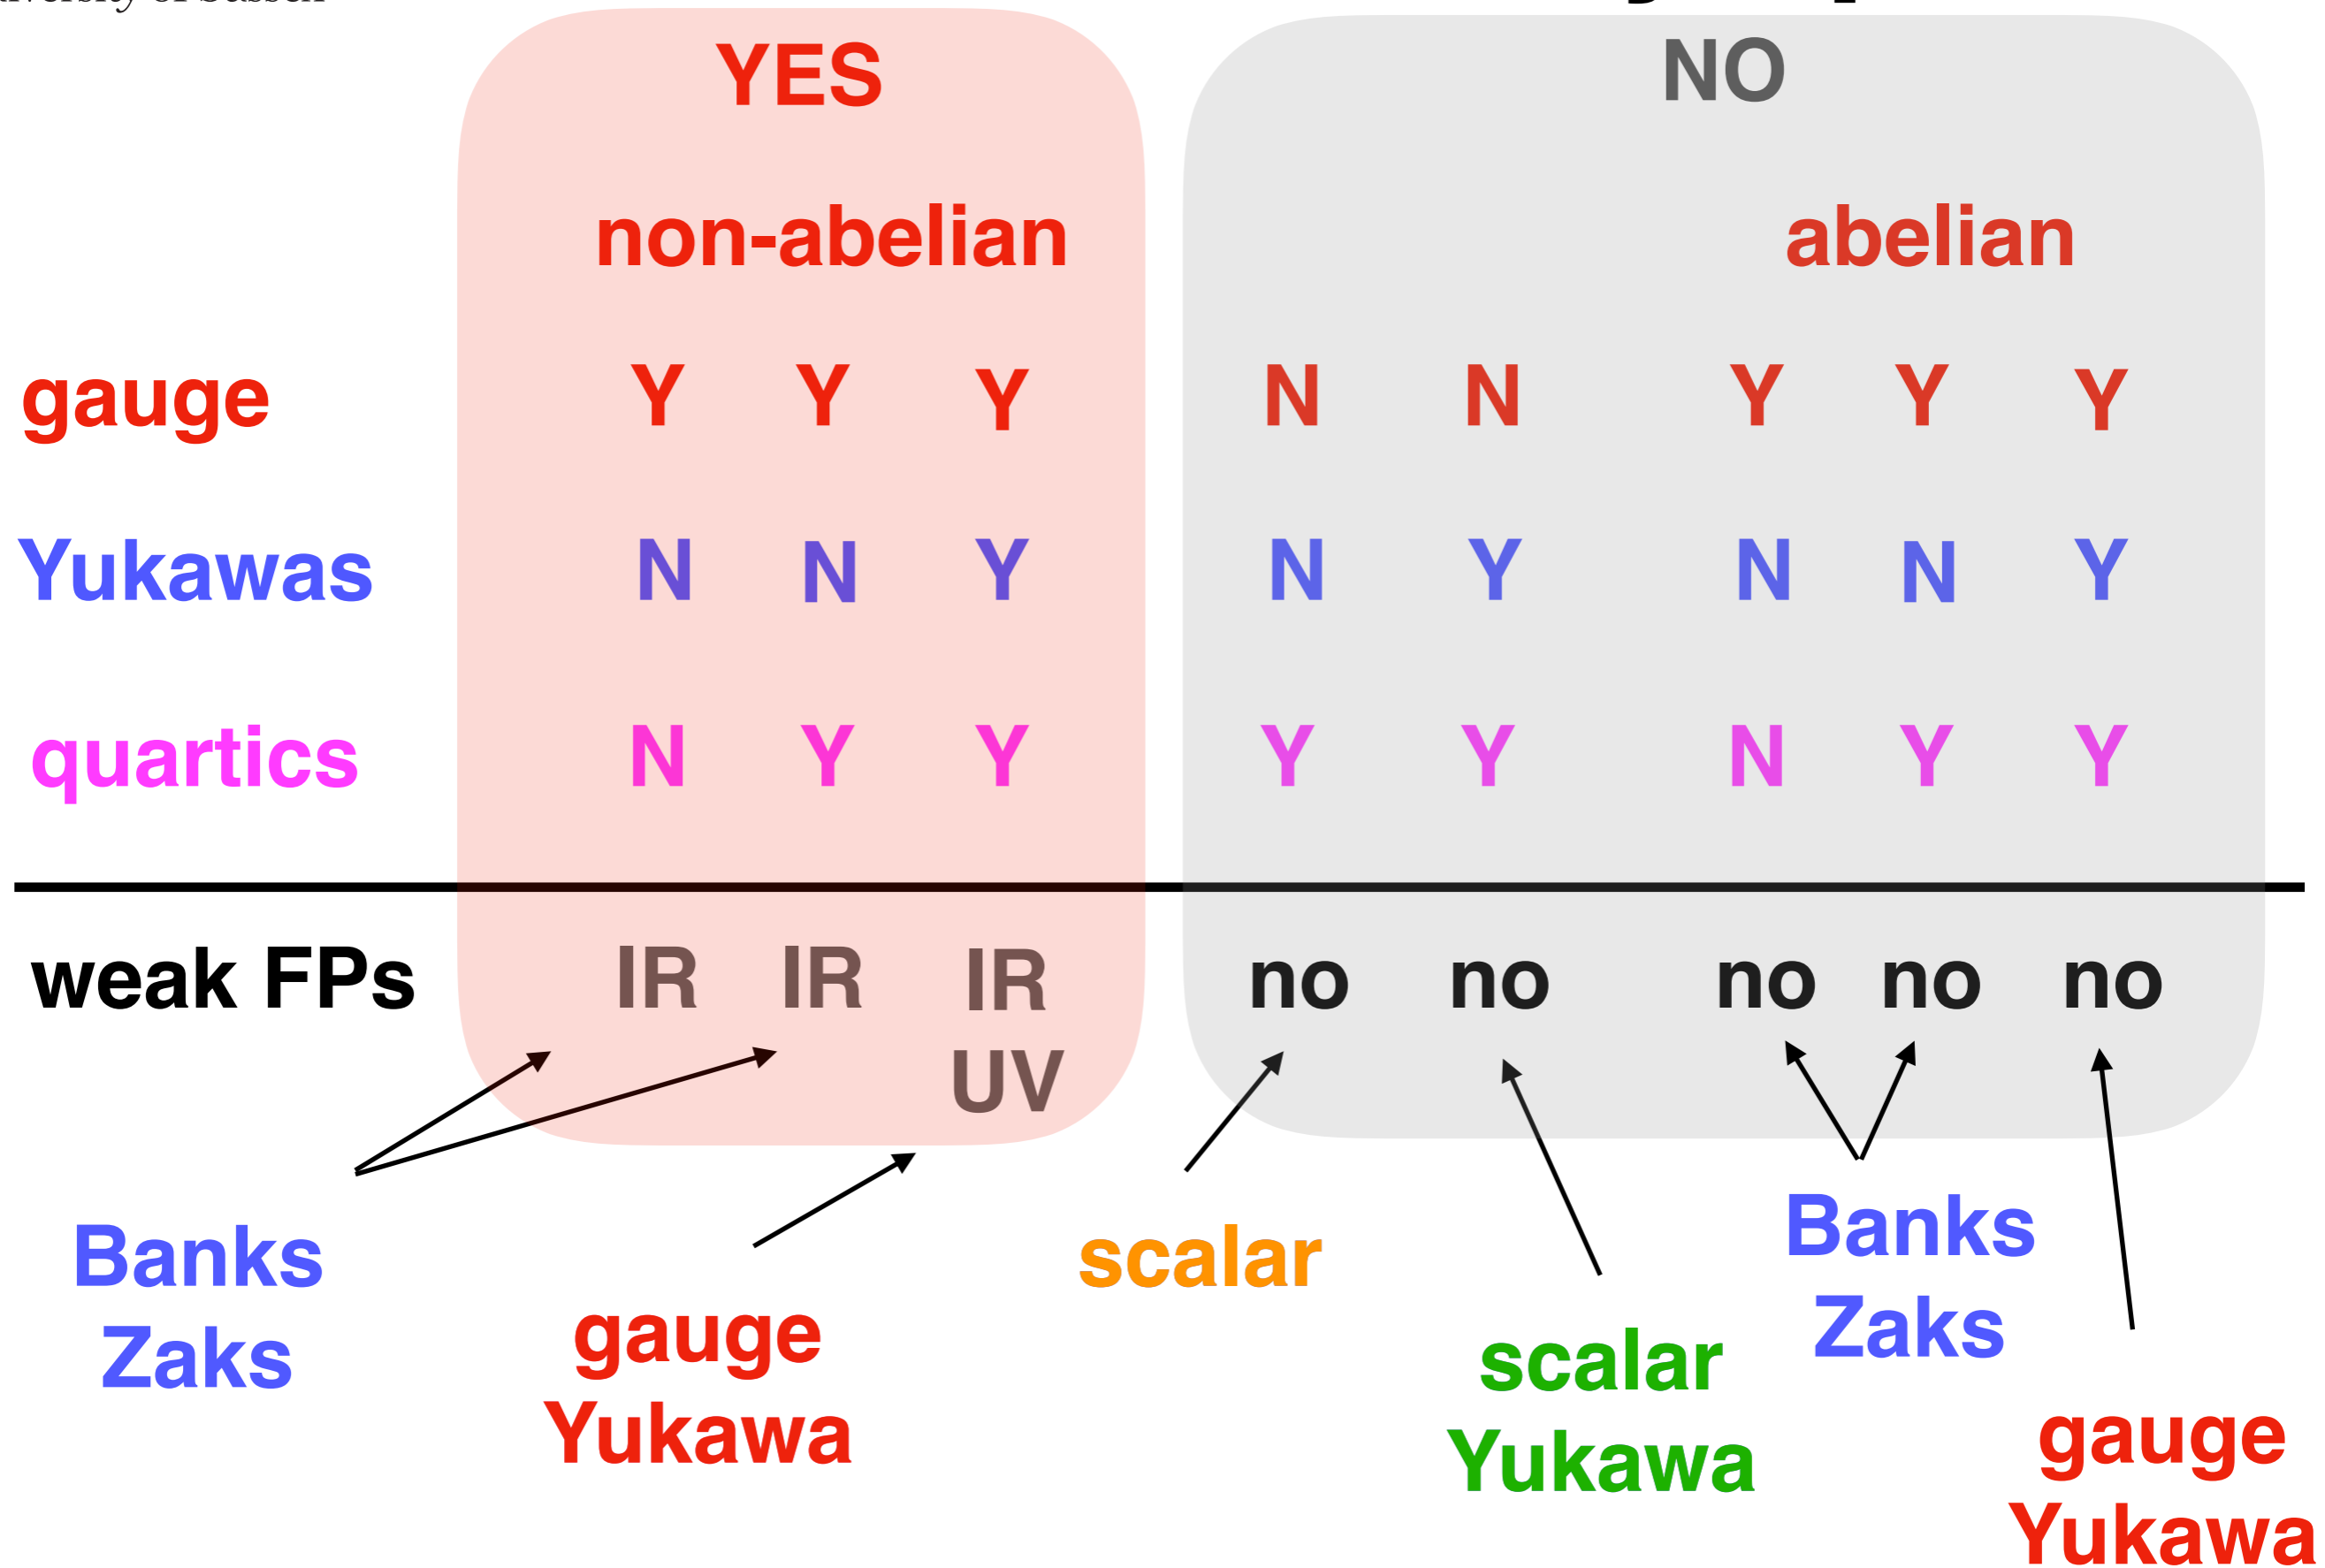 YES NO
non-abelian abelian
gauge Y Y Y N N Y Y Y
Yukawas N N Y N Y N N Y
quartics N Y Y Y Y N Y Y
weak FPs IR IR IR no no no no no
UV
Banks
Zaks
gauge
Yukawa
scalar
scalar
Yukawa
Banks
Zaks
gauge
Yukawa